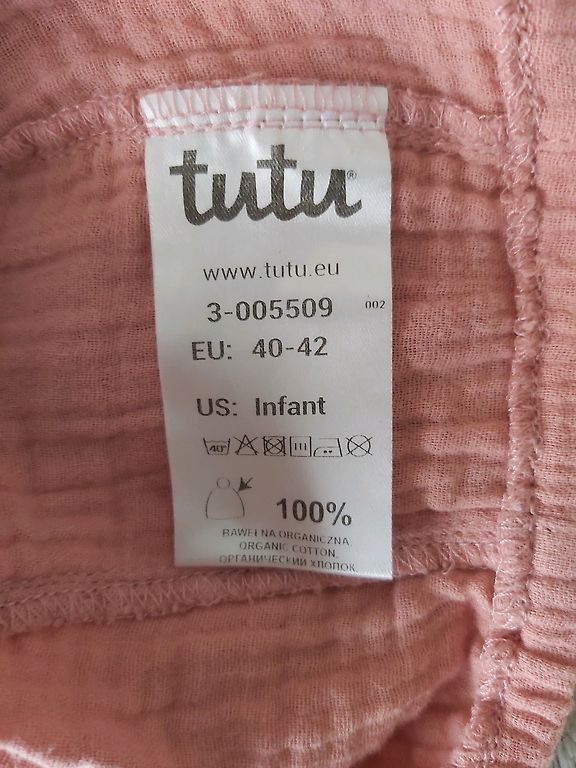 tutu®
www.tutu.eu
3-005509 002
EU: 40-42
US: Infant
40°
100%
BAWEŁNA ORGANICZNA.
ORGANIC COTTON.
ОРГАНИЧЕСКИЙ ХЛОПОК.